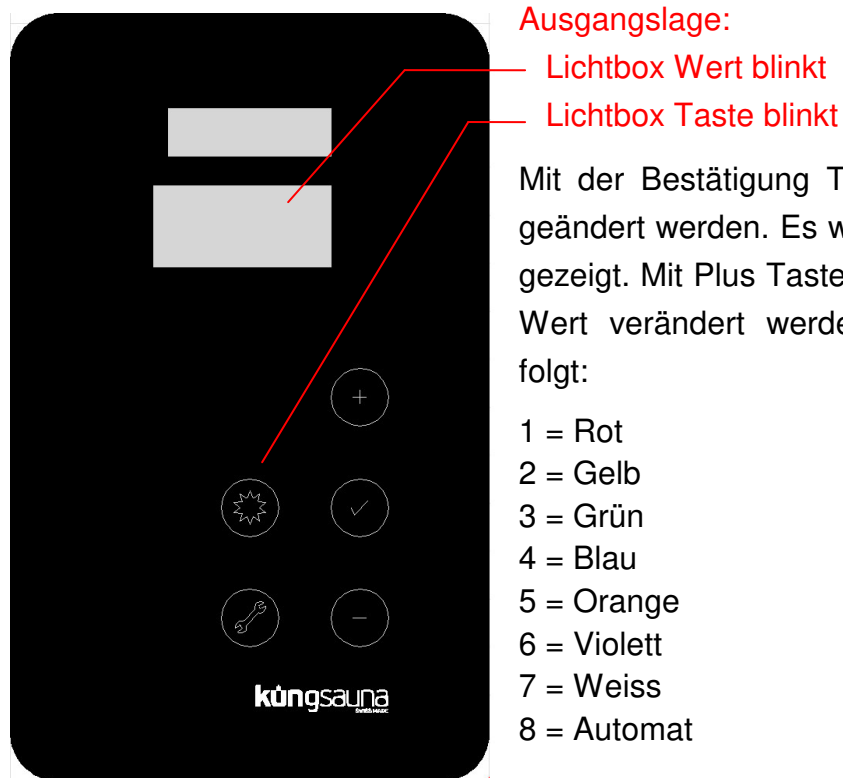 Ausgangslage:
Lichtbox Wert blinkt
Lichtbox Taste blinkt
Mit der Bestätigung T
geändert werden. Es w
gezeigt. Mit Plus Taste
Wert verändert werde
folgt:
1 = Rot
2 = Gelb
3 = Grün
4 = Blau
5 = Orange
6 = Violett
7 = Weiss
8 = Automat
kûngsauna